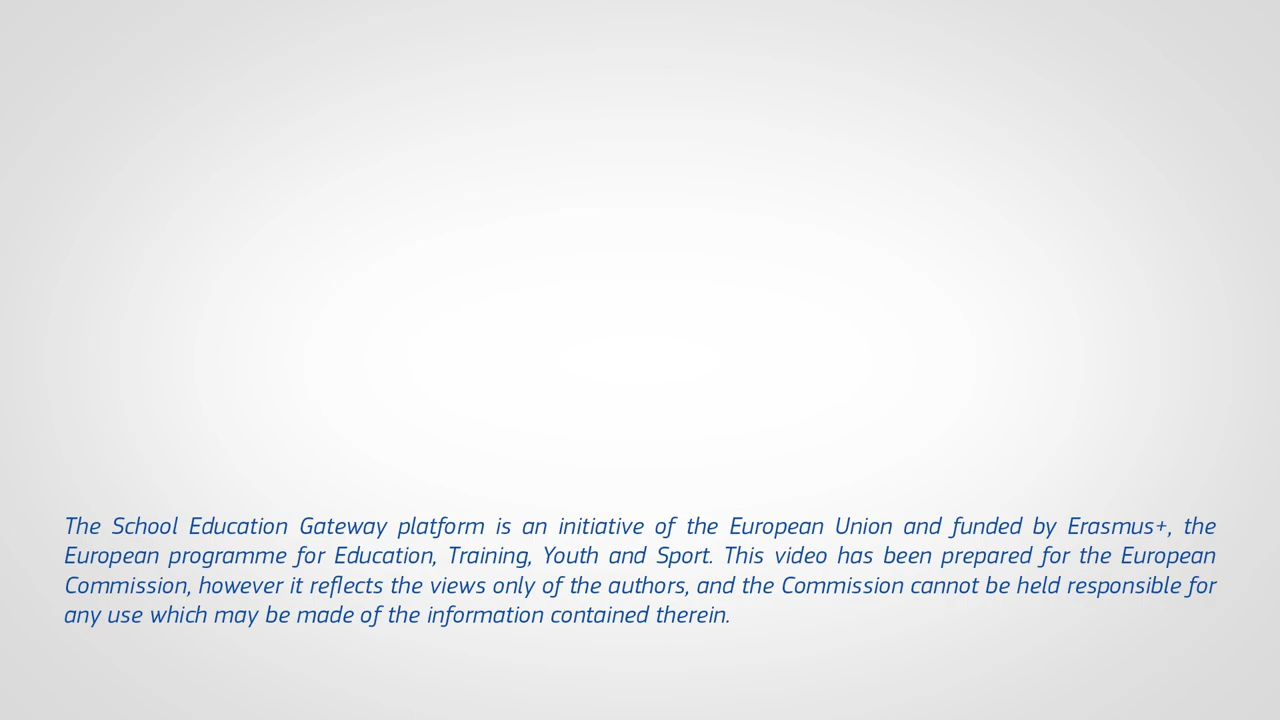 The School Education Gateway platform is an initiative of the European Union and funded by Erasmus+, the
European programme for Education, Training, Youth and Sport. This video has been prepared for the European
Commission, however it reflects the views only of the authors, and the Commission cannot be held responsible for
any use which may be made of the information contained therein.